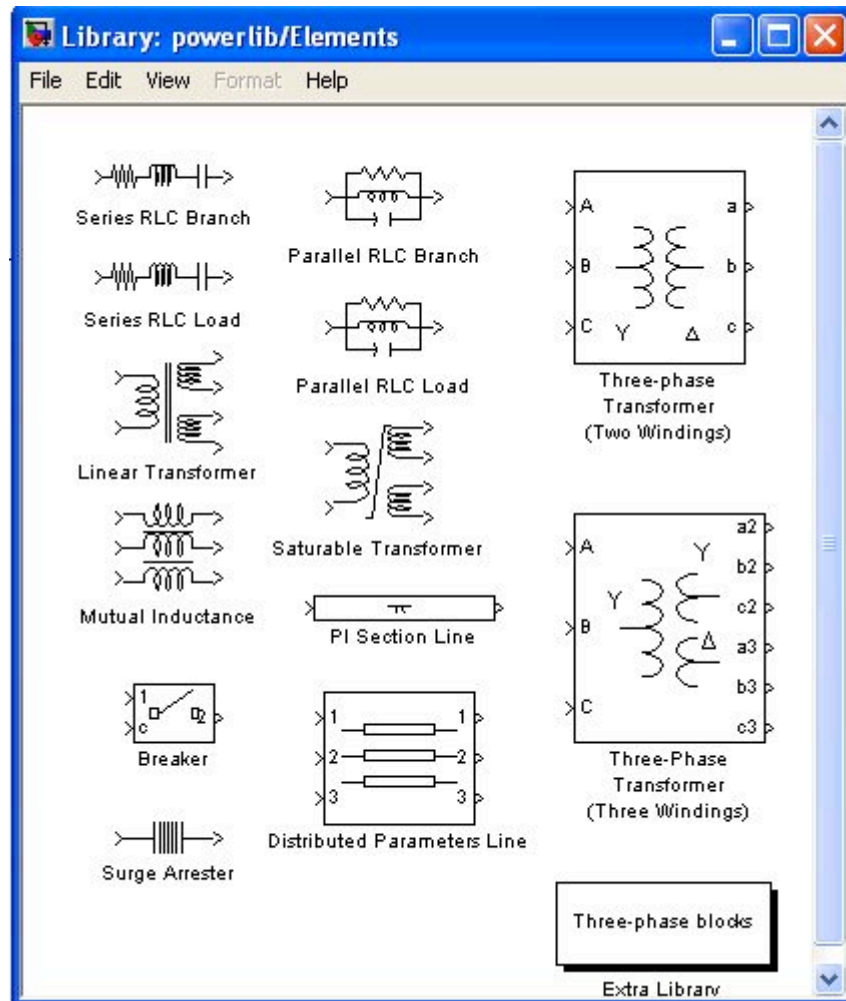 Library: powerlib/Elements
File Edit View Format Help
Series RLC Branch
Series RLC Load
Linear Transformer
Mutual Inductance
1
c
2
Breaker
Surge Arrester
Parallel RLC Branch
Parallel RLC Load
Saturable Transformer
PI Section Line
1 1
2 2
3 3
Distributed Parameters Line
A a
B b
C c
Y Δ
Three-phase
Transformer
(Two Windings)
a2
A Y
b2
Y c2
B Δ a3
b3
C
c3
Three-Phase
Transformer
(Three Windings)
Three-phase blocks
Extra Library